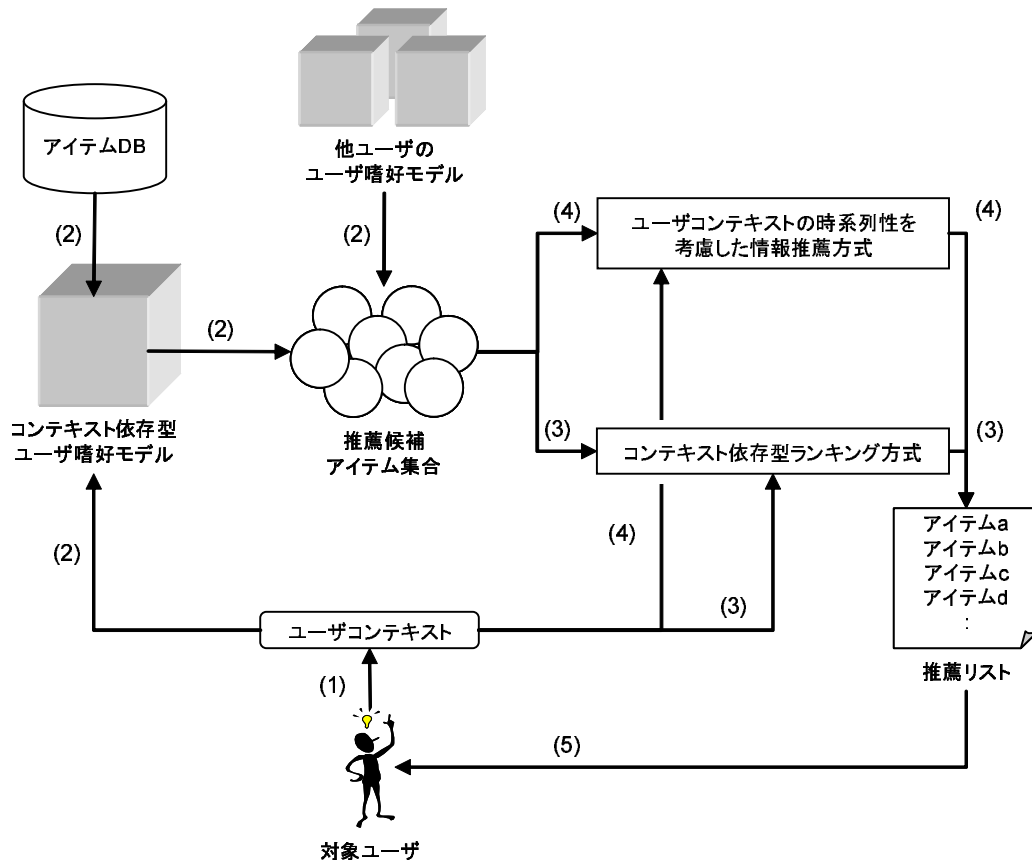 アイテムDB
他ユーザの
ユーザ嗜好モデル
(2)
(2)
(4)
ユーザコンテキストの時系列性を
考慮した情報推薦方式
(4)
(2)
コンテキスト依存型
ユーザ嗜好モデル
推薦候補
アイテム集合
(3)
コンテキスト依存型ランキング方式
(3)
アイテムa
アイテムb
アイテムc
アイテムd
:
推薦リスト
(2)
(4)
(3)
ユーザコンテキスト
(1)
(5)
対象ユーザ